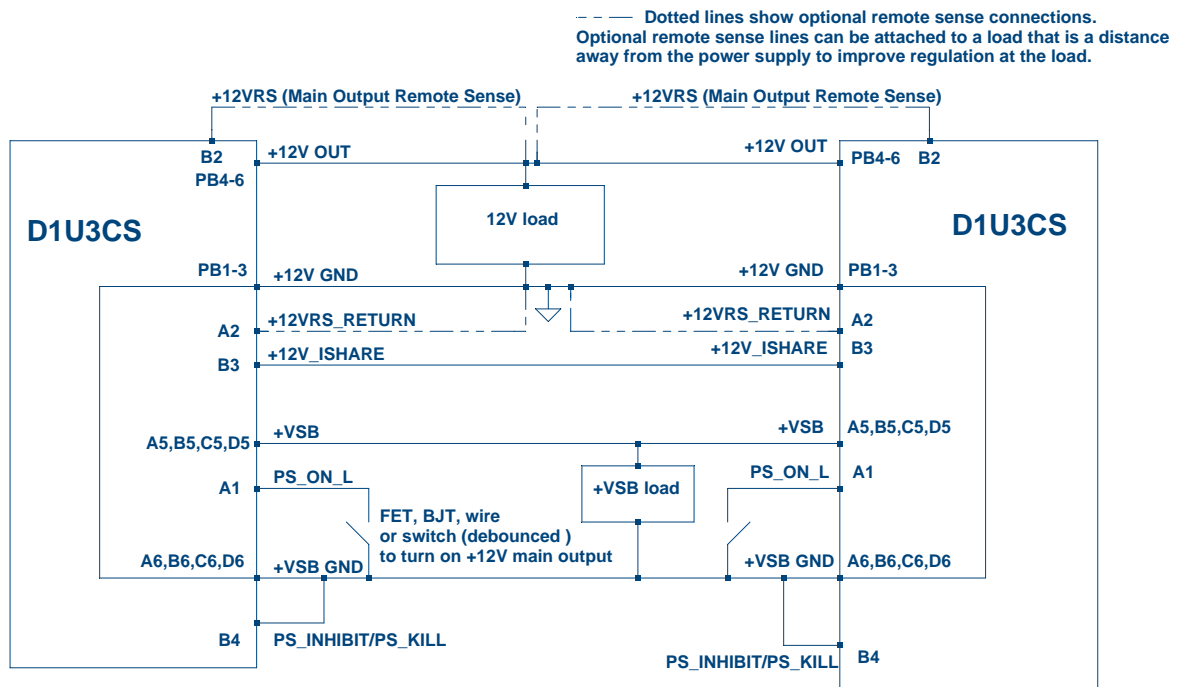 Dotted lines show optional remote sense connections.
Optional remote sense lines can be attached to a load that is a distance
away from the power supply to improve regulation at the load.
+12VRS (Main Output Remote Sense)
+12VRS (Main Output Remote Sense)
B2
+12V OUT
+12V OUT
PB4-6
B2
PB4-6
D1U3CS
12V load
D1U3CS
PB1-3
+12V GND
+12V GND
PB1-3
A2
+12VRS_RETURN
+12VRS_RETURN
A2
B3
+12V_ISHARE
+12V_ISHARE
B3
A5,B5,C5,D5
+VSB
+VSB
A5,B5,C5,D5
A1
PS_ON_L
+VSB load
PS_ON_L
A1
FET, BJT, wire
or switch (debounced )
to turn on +12V main output
A6,B6,C6,D6
+VSB GND
+VSB GND
A6,B6,C6,D6
B4
PS_INHIBIT/PS_KILL
PS_INHIBIT/PS_KILL
B4